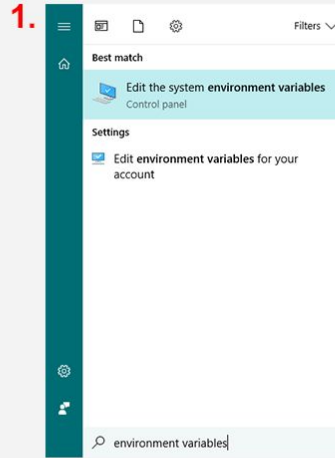 1.
Filters
Best match
Edit the system environment variables
Control panel
Settings
Edit environment variables for your
account
environment variables